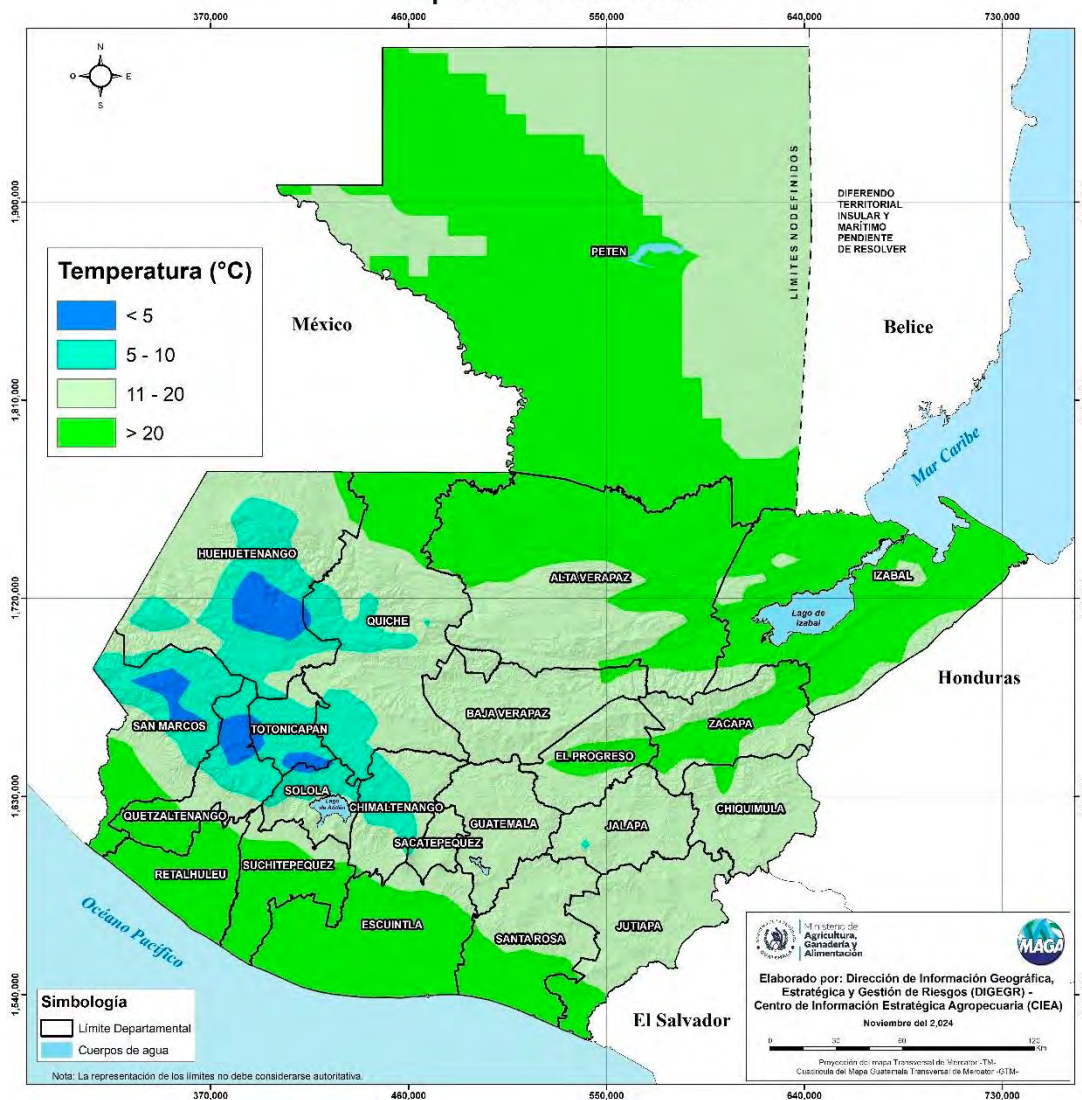 370,000
460,000
550,000
640,000
730,000
N
O
E
S
1,900,000
1,810,000
1,720,000
1,630,000
1,540,000
LÍMITES NODEFINIDOS
DIFERENDO
TERRITORIAL
INSULAR Y
MARÍTIMO
PENDIENTE
DE RESOLVER
PETEN
Temperatura (°C)
< 5
5 - 10
11 - 20
> 20
México
Belice
Mar Caribe
HUEHUETENANGO
ALTA VERAPAZ
IZABAL
QUICHE
Lago de
Izabal
Honduras
SAN MARCOS
TOTONICAPAN
BAJA VERAPAZ
ZACAPA
EL PROGRESO
SOLOLA
Lago
de Atitlán
CHIMALTENANGO
QUETZALTENANGO
GUATEMALA
JALAPA
CHIQUIMULA
SACATEPEQUEZ
RETALHULEU
SUCHITEPEQUEZ
ESCUINTLA
SANTA ROSA
JUTIAPA
Océano Pacífico
El Salvador
Simbología
Límite Departamental
Cuerpos de agua
Nota: La representación de los límites no debe considerarse autoritativa.
Ministerio de
Agricultura,
Ganadería y
Alimentación
MAGA
Elaborado por: Dirección de Información Geográfica,
Estratégica y Gestión de Riesgos (DIGEGR) -
Centro de Información Estratégica Agropecuaria (CIEA)
Noviembre del 2,024
0 30 60 120
Km
Proyección del mapa Transversal de Mercator -TM-
Cuadrícula del Mapa Guatemala Transversal de Mercator -GTM-
370,000
460,000
550,000
640,000
730,000